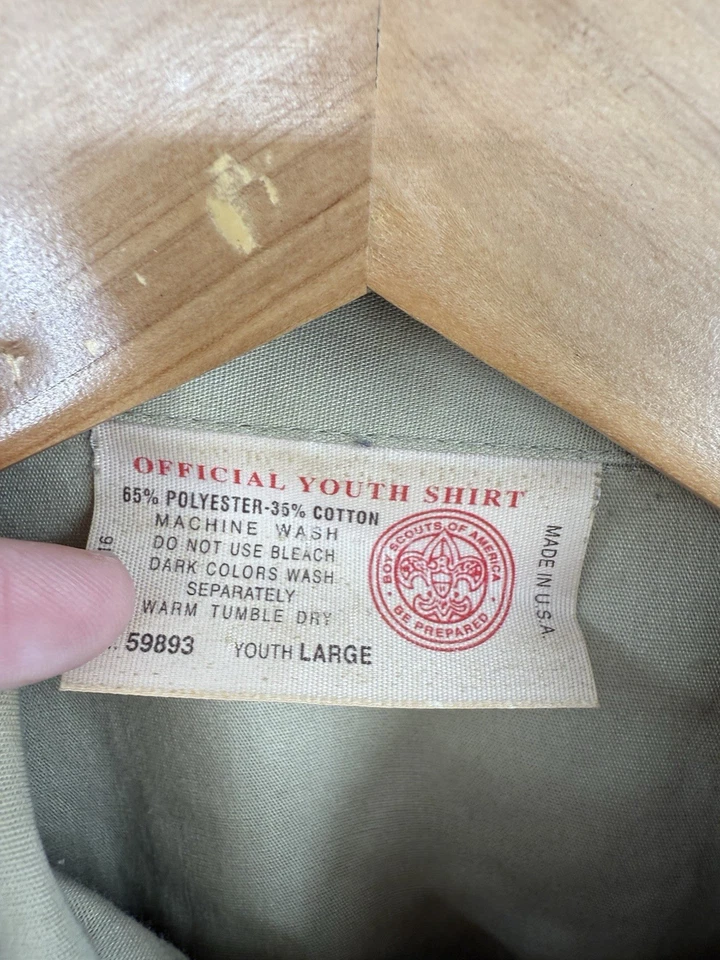 OFFICIAL YOUTH SHIRT
65% POLYESTER-35% COTTON
MACHINE WASH
DO NOT USE BLEACH
DARK COLORS WASH
SEPARATELY
WARM TUMBLE DRY
59893 YOUTH LARGE
BOY SCOUTS OF AMERICA
BE PREPARED
MADE IN U.S.A.